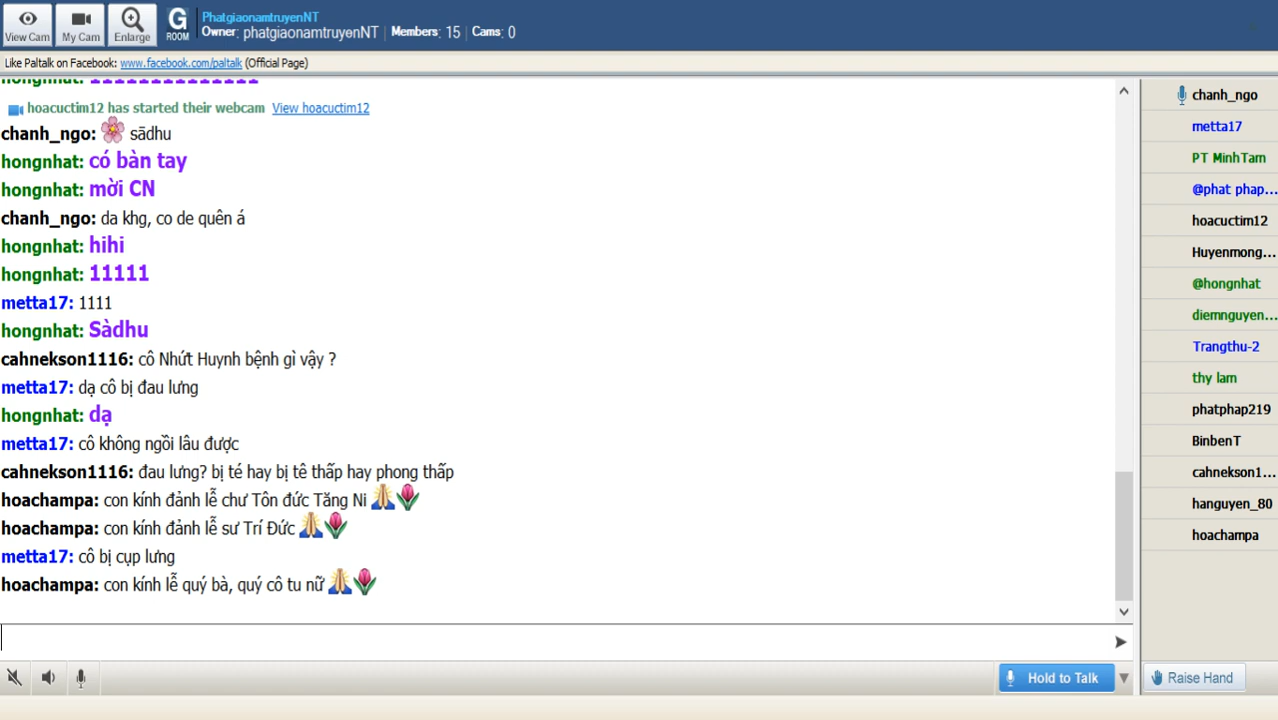 View Cam
My Cam
Enlarge
G
ROOM
PhatgiaonamtruyenNT
Owner: phatgiaonamtruyenNT | Members: 15 | Cams: 0
Like Paltalk on Facebook: www.facebook.com/paltalk (Official Page)
hongnhat: 111111111111111
hoacuctim12 has started their webcam View hoacuctim12
chanh_ngo: 🌸 sādhu
hongnhat: có bàn tay
hongnhat: mời CN
chanh_ngo: da khg, co de quên á
hongnhat: hihi
hongnhat: 11111
metta17: 1111
hongnhat: Sàdhu
cahnekson1116: cô Nhứt Huynh bệnh gì vậy ?
metta17: dạ cô bị đau lưng
hongnhat: dạ
metta17: cô không ngồi lâu được
cahnekson1116: đau lưng? bị té hay bị tê thấp hay phong thấp
hoachampa: con kính đảnh lễ chư Tôn đức Tăng Ni 🙏🌷
hoachampa: con kính đảnh lễ sư Trí Đức 🙏🌷
metta17: cô bị cụp lưng
hoachampa: con kính lễ quý bà, quý cô tu nữ 🙏🌷
Hold to Talk
chanh_ngo
metta17
PT MinhTam
@phat phap...
hoacuctim12
Huyenmong...
@hongnhat
diemnguyen...
Trangthu-2
thy lam
phatphap219
BinbenT
cahnekson1...
hanguyen_80
hoachampa
Raise Hand